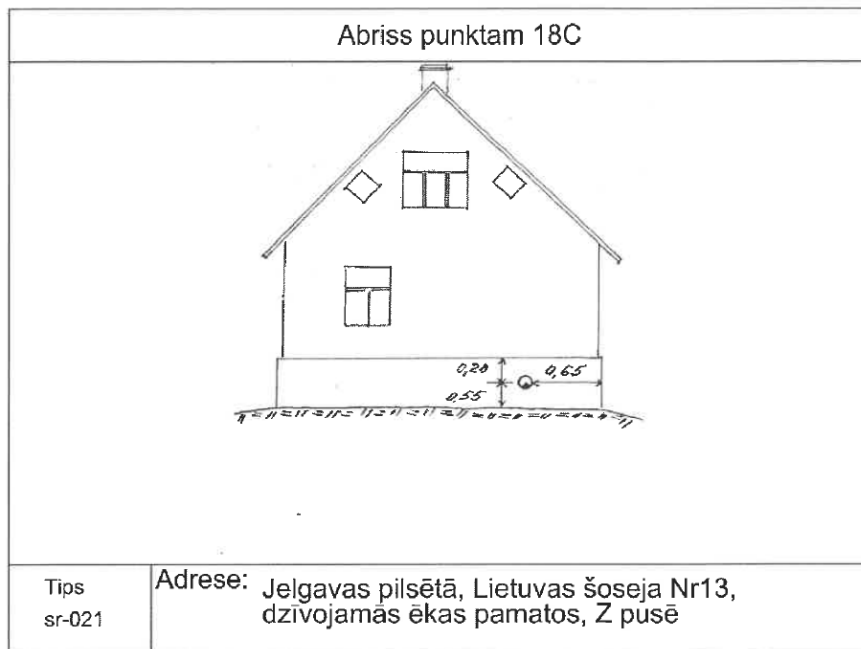 Abriss punktam 18C
0,20
0,65
0,55
Tips
sr-021
Adrese: Jelgavas pilsētā, Lietuvas šoseja Nr13,
dzīvojamās ēkas pamatos, Z pusē